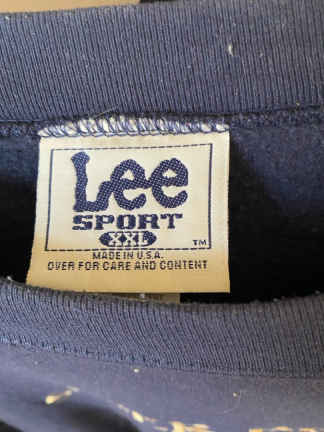 Lee
SPORT
XXL
TM
MADE IN U.S.A.
OVER FOR CARE AND CONTENT